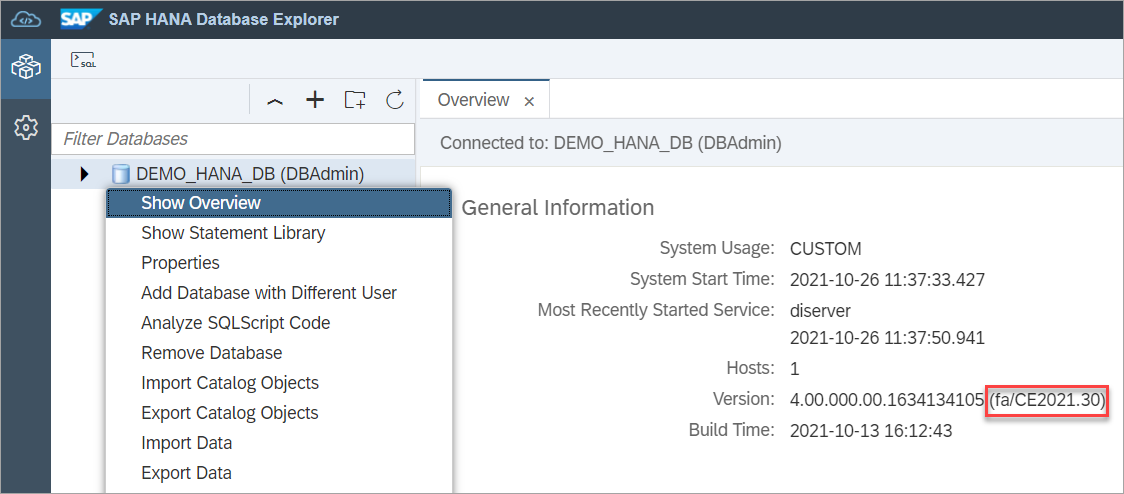 SAP SAP HANA Database Explorer
SQL
Filter Databases
DEMO_HANA_DB (DBAdmin)
Show Overview
Show Statement Library
Properties
Add Database with Different User
Analyze SQLScript Code
Remove Database
Import Catalog Objects
Export Catalog Objects
Import Data
Export Data
Overview
Connected to: DEMO_HANA_DB (DBAdmin)
General Information
System Usage: CUSTOM
System Start Time: 2021-10-26 11:37:33.427
Most Recently Started Service: diserver
2021-10-26 11:37:50.941
Hosts: 1
Version: 4.00.000.00.1634134105 (fa/CE2021.30)
Build Time: 2021-10-13 16:12:43